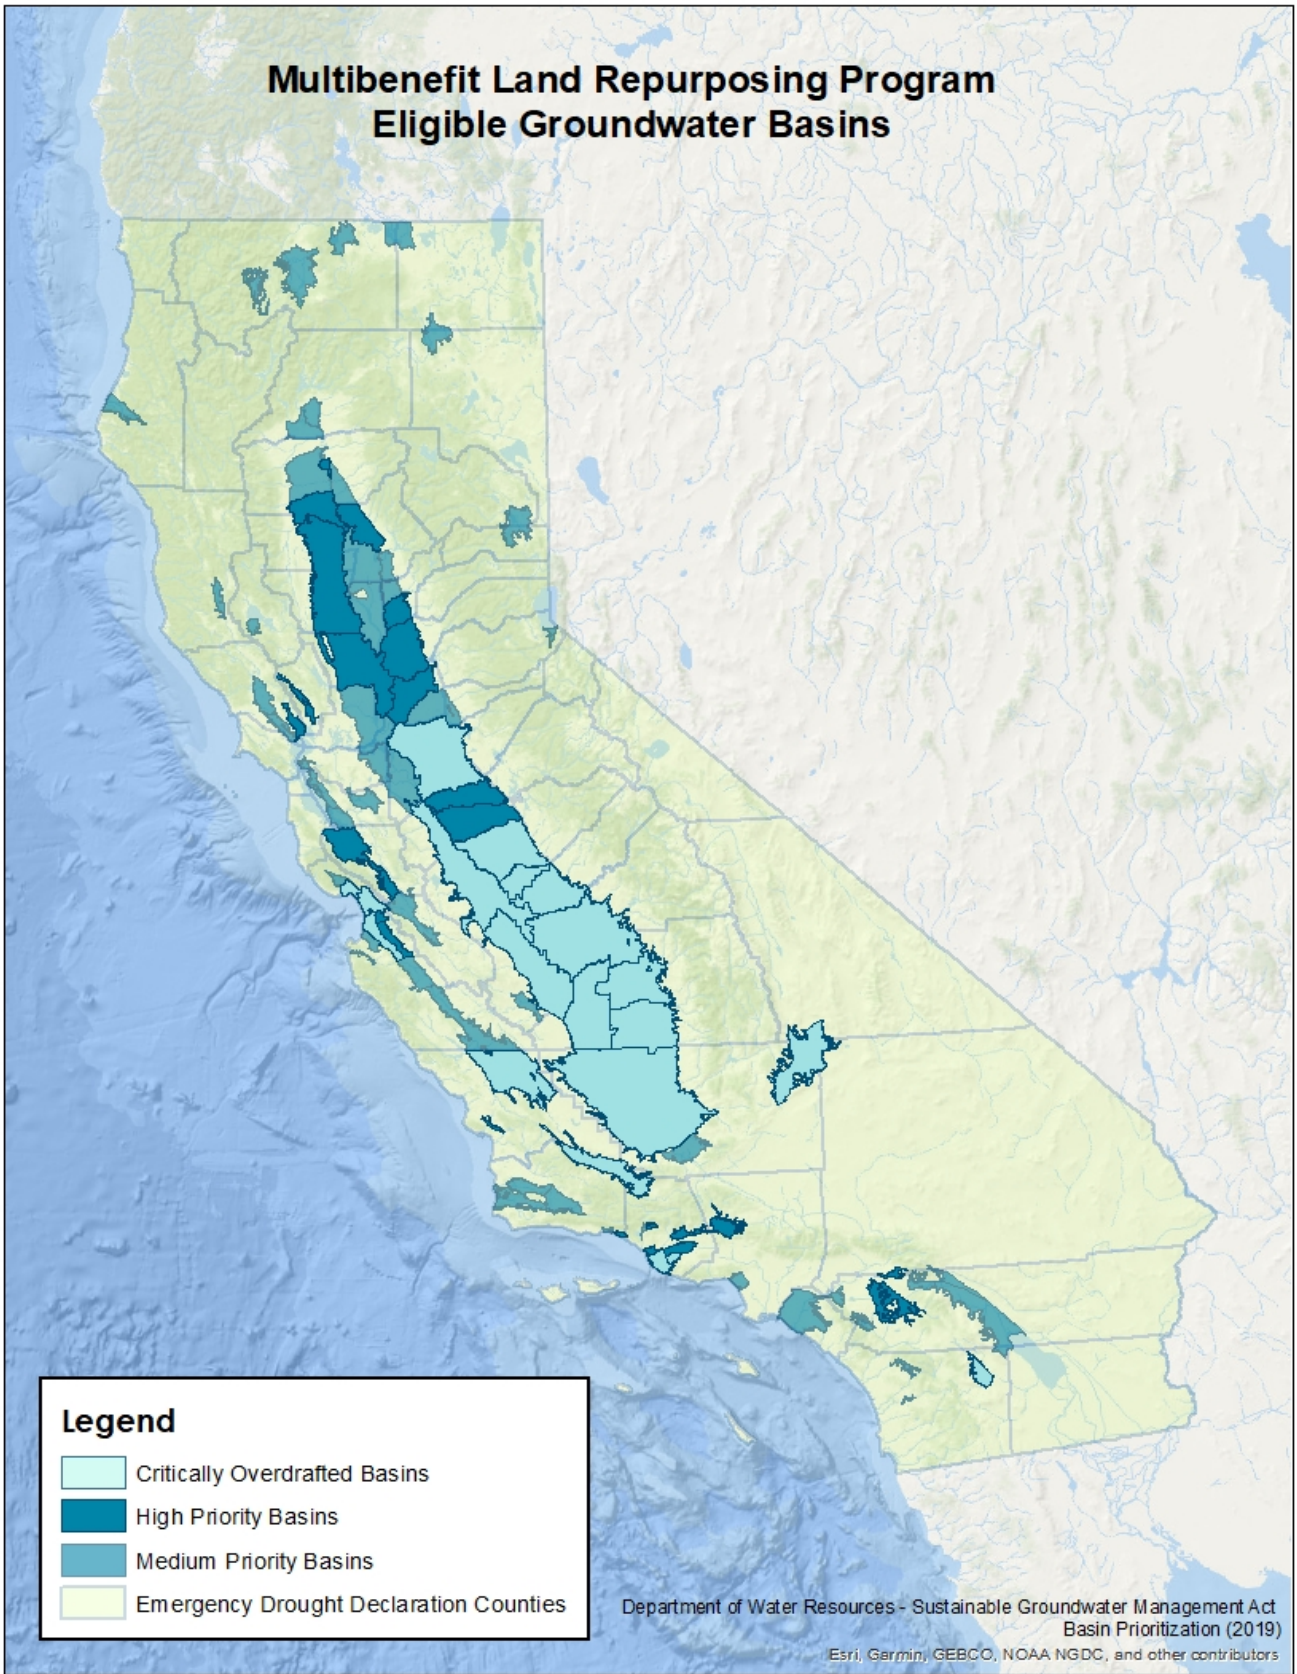 Multibenefit Land Repurposing Program
Eligible Groundwater Basins
Legend
Critically Overdrafted Basins
High Priority Basins
Medium Priority Basins
Emergency Drought Declaration Counties
Department of Water Resources - Sustainable Groundwater Management Act
Basin Prioritization (2019)
Esri, Garmin, GEBCO, NOAA NGDC, and other contributors